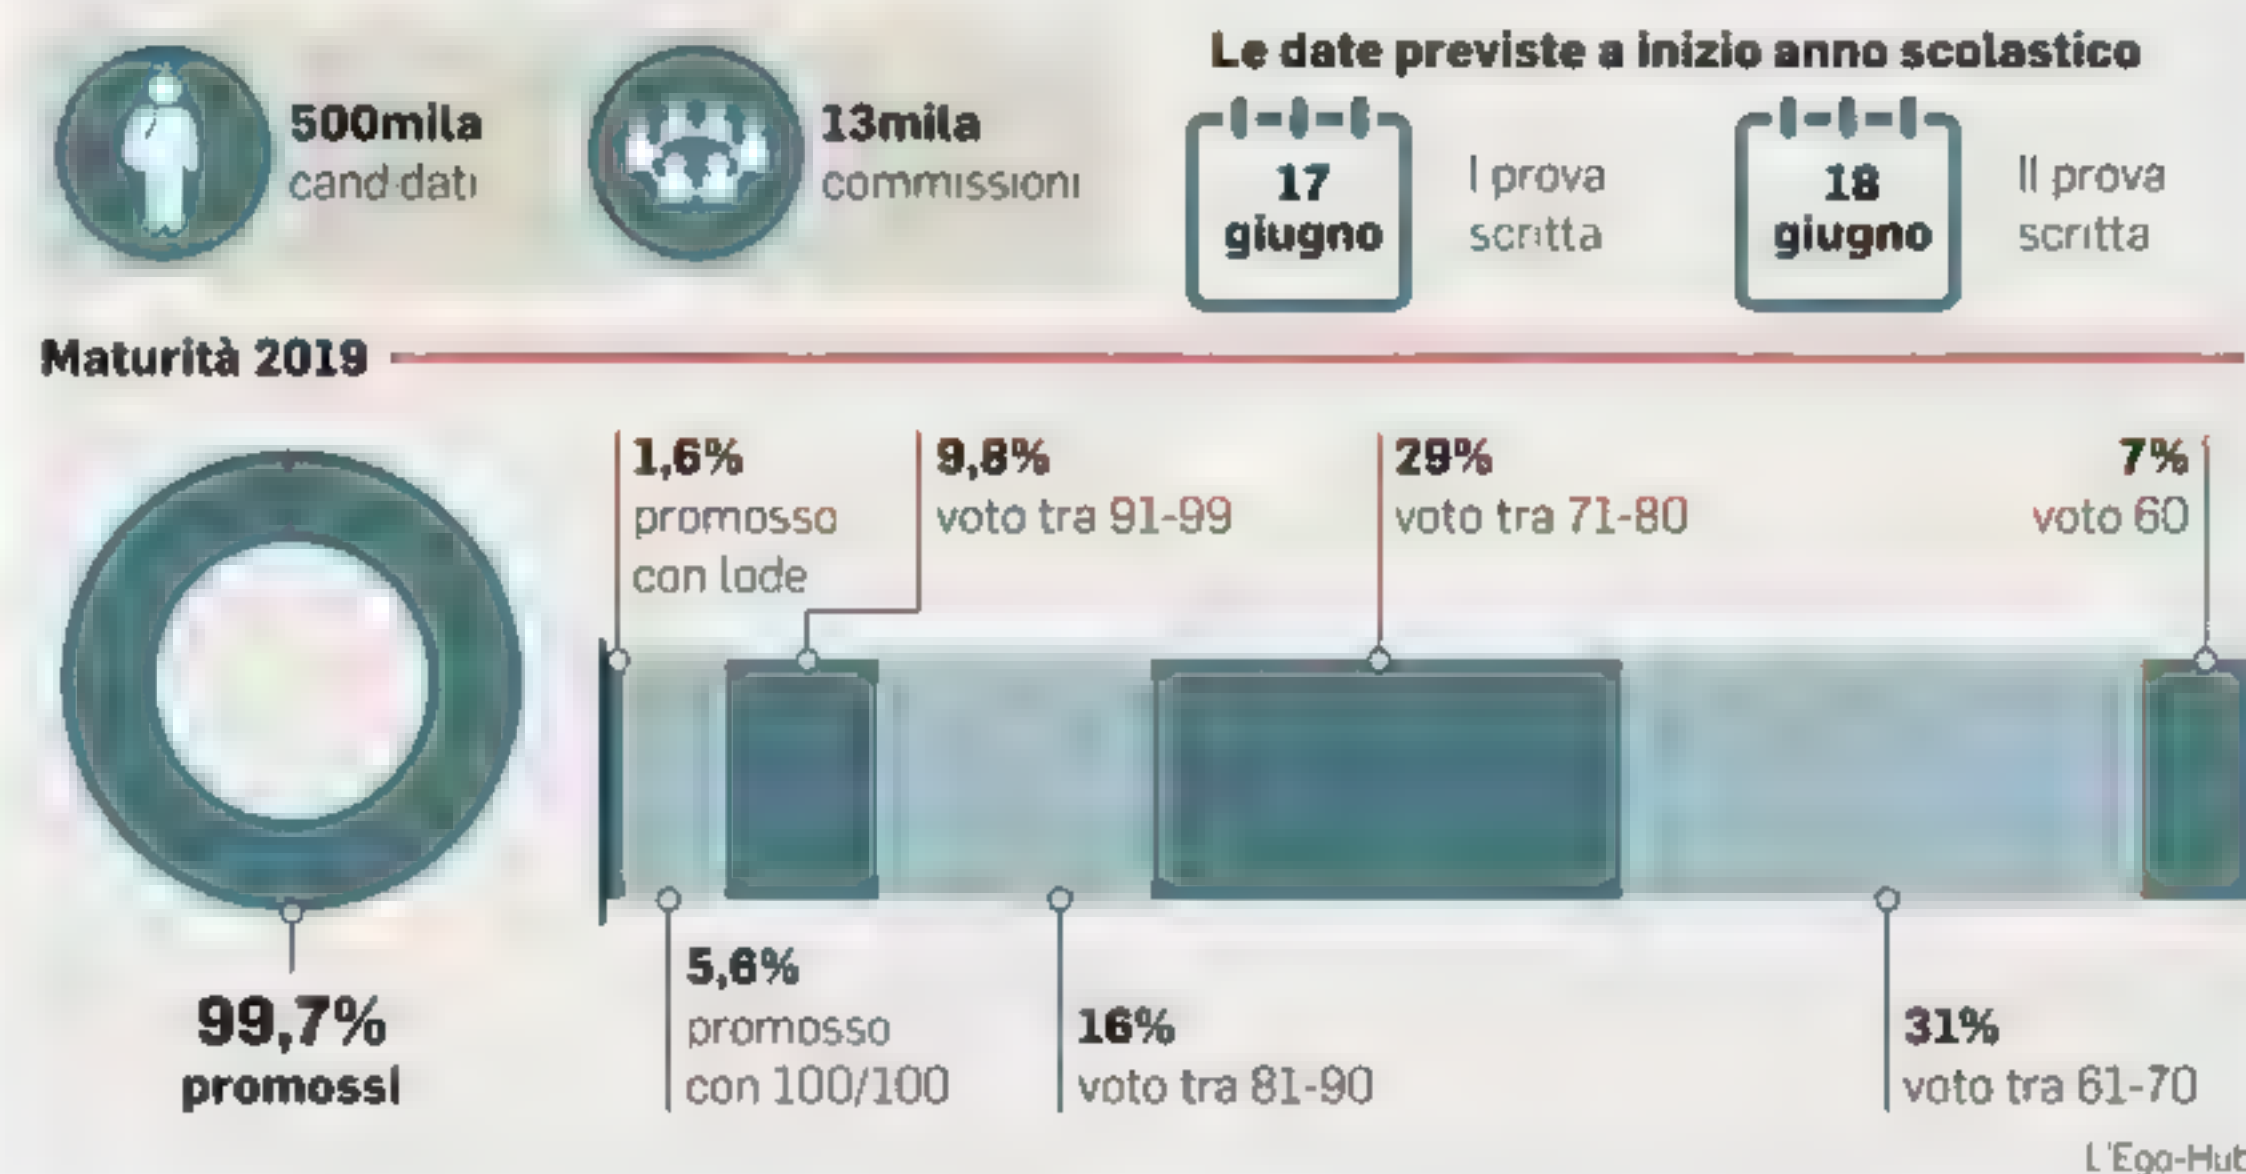 500mila
candidati
13mila
commissioni
Le date previste a inizio anno scolastico
17
giugno
I prova
scritta
18
giugno
II prova
scritta
Maturità 2019
1,6%
promosso
con lode
9,8%
voto tra 91-99
29%
voto tra 71-80
7%
voto 60
99,7%
promossi
5,6%
promosso
con 100/100
16%
voto tra 81-90
31%
voto tra 61-70
L'Ego-Hub